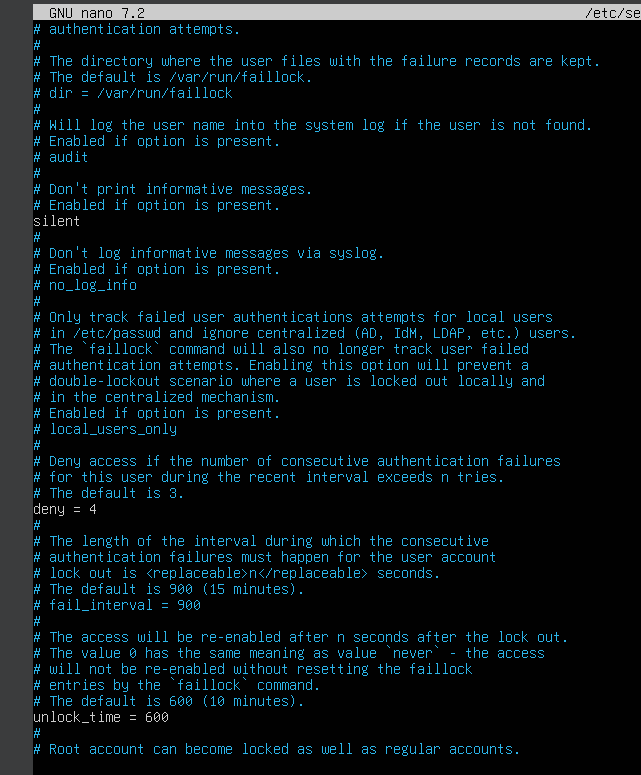 GNU nano 7.2 /etc/se
# authentication attempts.
#
# The directory where the user files with the failure records are kept.
# The default is /var/run/faillock.
# dir = /var/run/faillock
#
# Will log the user name into the system log if the user is not found.
# Enabled if option is present.
# audit
#
# Don't print informative messages.
# Enabled if option is present.
silent
#
# Don't log informative messages via syslog.
# Enabled if option is present.
# no_log_info
#
# Only track failed user authentications attempts for local users
# in /etc/passwd and ignore centralized (AD, IdM, LDAP, etc.) users.
# The `faillock` command will also no longer track user failed
# authentication attempts. Enabling this option will prevent a
# double-lockout scenario where a user is locked out locally and
# in the centralized mechanism.
# Enabled if option is present.
# local_users_only
#
# Deny access if the number of consecutive authentication failures
# for this user during the recent interval exceeds n tries.
# The default is 3.
deny = 4
#
# The length of the interval during which the consecutive
# authentication failures must happen for the user account
# lock out is <replaceable>n</replaceable> seconds.
# The default is 900 (15 minutes).
# fail_interval = 900
#
# The access will be re-enabled after n seconds after the lock out.
# The value 0 has the same meaning as value `never` - the access
# will not be re-enabled without resetting the faillock
# entries by the `faillock` command.
# The default is 600 (10 minutes).
unlock_time = 600
#
# Root account can become locked as well as regular accounts.